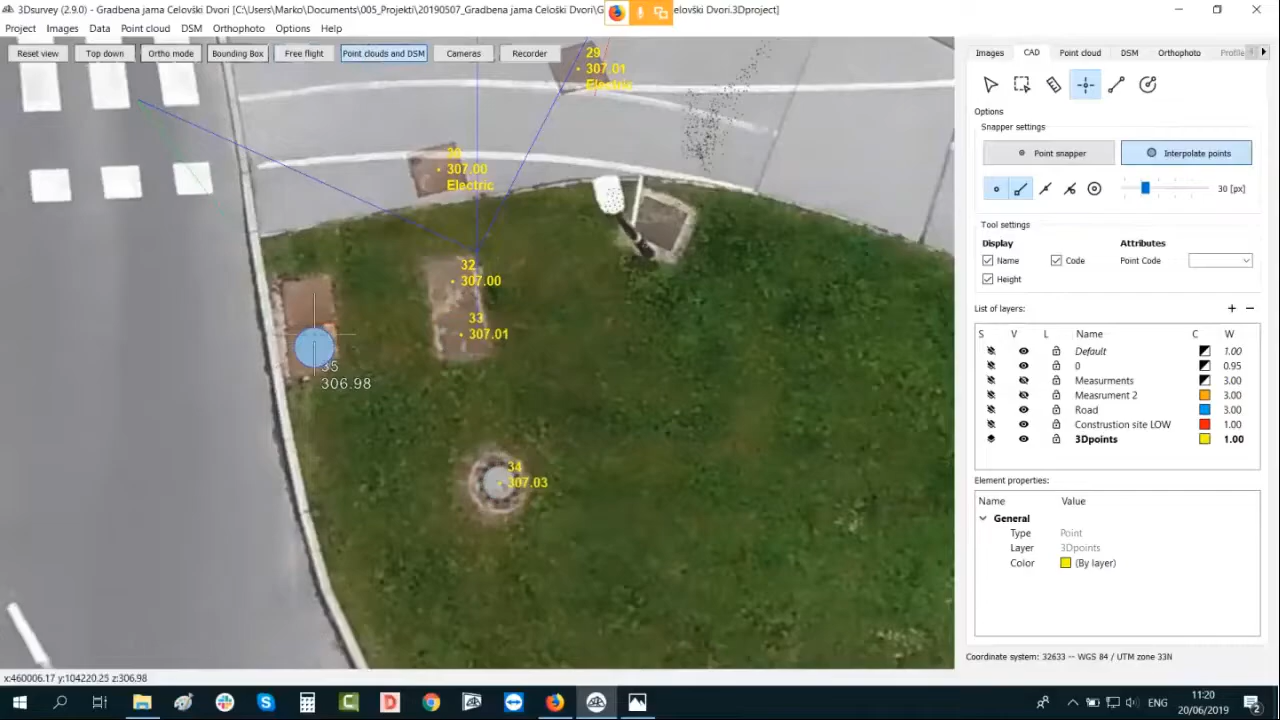 3Dsurvey (2.9.0) - Gradbena jama Celovški Dvori [C:\Users\Marko\Documents\005_Projekti\20190507_Gradbena jama Celoški Dvori\G
elovški Dvori.3Dproject]
Project Images Data Point cloud DSM Orthophoto Options Help
Reset view Top down Ortho mode Bounding Box Free flight Point clouds and DSM Cameras Recorder
Images CAD Point cloud DSM Orthophoto Profile
Options
Snapper settings
Point snapper Interpolate points
30 [px]
Tool settings
Display Attributes
Name Code Point Code
Height
List of layers:
S V L Name C W
Default 1.00
0 0.95
Measurments 3.00
Measrument 2 3.00
Road 3.00
Construstion site LOW 1.00
3Dpoints 1.00
Element properties:
Name Value
General
Type Point
Layer 3Dpoints
Color (By layer)
Coordinate system: 32633 -- WGS 84 / UTM zone 33N
29
307.01
Electric
307.00
Electric
32
307.00
33
307.01
35
306.98
34
307.03
x:460006.17 y:104220.25 z:306.98
ENG
11:20
20/06/2019
2